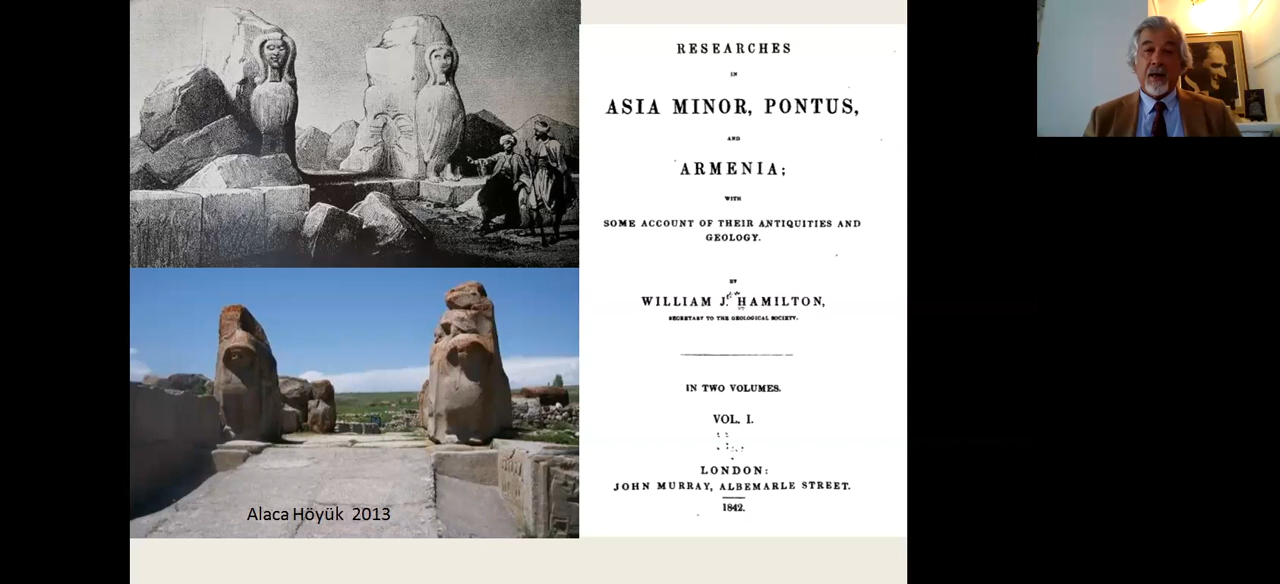 RESEARCHES
IN
ASIA MINOR, PONTUS,
AND
ARMENIA;
WITH
SOME ACCOUNT OF THEIR ANTIQUITIES AND
GEOLOGY.
BY
WILLIAM J. HAMILTON,
SECRETARY TO THE GEOLOGICAL SOCIETY.
IN TWO VOLUMES.
VOL. I.
LONDON:
JOHN MURRAY, ALBEMARLE STREET.
1842.
Alaca Höyük 2013